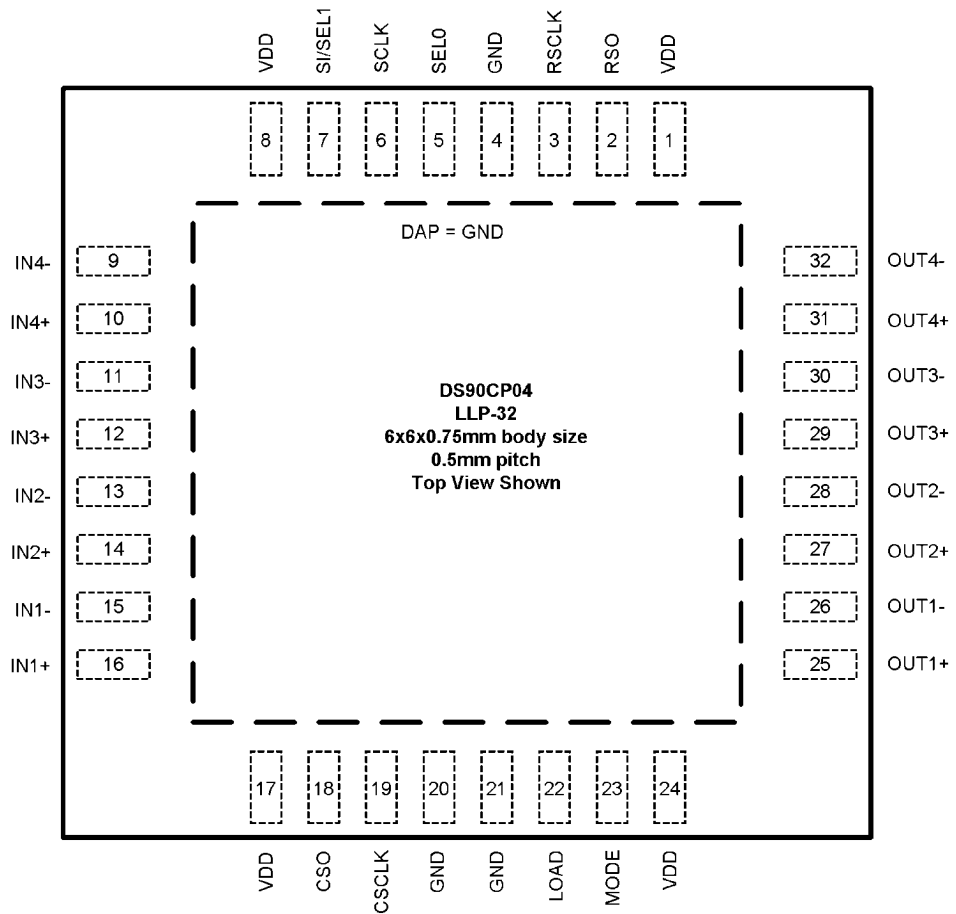 VDD
SI/SEL1
SCLK
SEL0
GND
RSCLK
RSO
VDD
8
7
6
5
4
3
2
1
DAP = GND
IN4-
9
32
OUT4-
IN4+
10
31
OUT4+
IN3-
11
30
OUT3-
IN3+
12
29
OUT3+
IN2-
13
28
OUT2-
IN2+
14
27
OUT2+
IN1-
15
26
OUT1-
IN1+
16
25
OUT1+
DS90CP04
LLP-32
6x6x0.75mm body size
0.5mm pitch
Top View Shown
17
18
19
20
21
22
23
24
VDD
CSO
CSCLK
GND
GND
LOAD
MODE
VDD